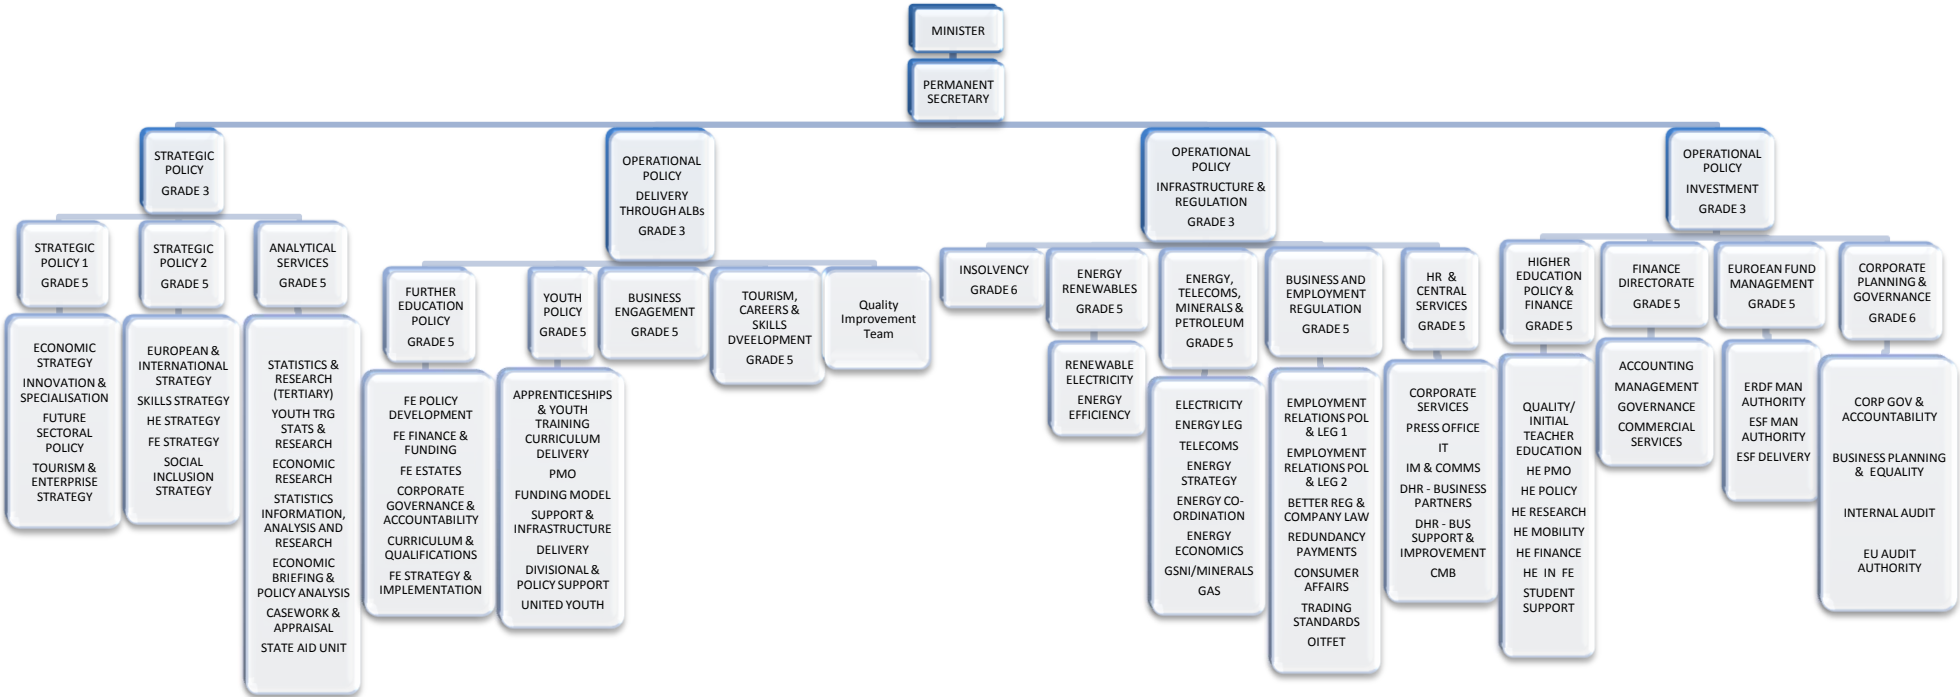 MINISTER
PERMANENT
SECRETARY
STRATEGIC
POLICY
GRADE 3
OPERATIONAL
POLICY
DELIVERY
THROUGH ALBs
GRADE 3
OPERATIONAL
POLICY
INFRASTRUCTURE &
REGULATION
GRADE 3
OPERATIONAL
POLICY
INVESTMENT
GRADE 3
STRATEGIC
POLICY 1
GRADE 5
STRATEGIC
POLICY 2
GRADE 5
ANALYTICAL
SERVICES
GRADE 5
FURTHER
EDUCATION
POLICY
GRADE 5
YOUTH
POLICY
GRADE 5
BUSINESS
ENGAGEMENT
GRADE 5
TOURISM,
CAREERS &
SKILLS
DVEELOPMENT
GRADE 5
Quality
Improvement
Team
INSOLVENCY
GRADE 6
ENERGY
RENEWABLES
GRADE 5
ENERGY,
TELECOMS,
MINERALS &
PETROLEUM
GRADE 5
BUSINESS AND
EMPLOYMENT
REGULATION
GRADE 5
HR &
CENTRAL
SERVICES
GRADE 5
HIGHER
EDUCATION
POLICY &
FINANCE
GRADE 5
FINANCE
DIRECTORATE
GRADE 5
EUROEAN FUND
MANAGEMENT
GRADE 5
CORPORATE
PLANNING &
GOVERNANCE
GRADE 6
ECONOMIC
STRATEGY
INNOVATION &
SPECIALISATION
FUTURE
SECTORAL
POLICY
TOURISM &
ENTERPRISE
STRATEGY
EUROPEAN &
INTERNATIONAL
STRATEGY
SKILLS STRATEGY
HE STRATEGY
FE STRATEGY
SOCIAL
INCLUSION
STRATEGY
STATISTICS &
RESEARCH
(TERTIARY)
YOUTH TRG
STATS &
RESEARCH
ECONOMIC
RESEARCH
STATISTICS
INFORMATION,
ANALYSIS AND
RESEARCH
ECONOMIC
BRIEFING &
POLICY ANALYSIS
CASEWORK &
APPRAISAL
STATE AID UNIT
FE POLICY
DEVELOPMENT
FE FINANCE &
FUNDING
FE ESTATES
CORPORATE
GOVERNANCE &
ACCOUNTABILITY
CURRICULUM &
QUALIFICATIONS
FE STRATEGY &
IMPLEMENTATION
APPRENTICESHIPS
& YOUTH
TRAINING
CURRICULUM
DELIVERY
PMO
FUNDING MODEL
SUPPORT &
INFRASTRUCTURE
DELIVERY
DIVISIONAL &
POLICY SUPPORT
UNITED YOUTH
RENEWABLE
ELECTRICITY
ENERGY
EFFICIENCY
ELECTRICITY
ENERGY LEG
TELECOMS
ENERGY
STRATEGY
ENERGY CO-
ORDINATION
ENERGY
ECONOMICS
GSNI/MINERALS
GAS
EMPLOYMENT
RELATIONS POL
& LEG 1
EMPLOYMENT
RELATIONS POL
& LEG 2
BETTER REG &
COMPANY LAW
REDUNDANCY
PAYMENTS
CONSUMER
AFFAIRS
TRADING
STANDARDS
OITFET
CORPORATE
SERVICES
PRESS OFFICE
IT
IM & COMMS
DHR - BUSINESS
PARTNERS
DHR - BUS
SUPPORT &
IMPROVEMENT
CMB
QUALITY/
INITIAL
TEACHER
EDUCATION
HE PMO
HE POLICY
HE RESEARCH
HE MOBILITY
HE FINANCE
HE IN FE
STUDENT
SUPPORT
ACCOUNTING
MANAGEMENT
GOVERNANCE
COMMERCIAL
SERVICES
ERDF MAN
AUTHORITY
ESF MAN
AUTHORITY
ESF DELIVERY
CORP GOV &
ACCOUNTABILITY
BUSINESS PLANNING
& EQUALITY
INTERNAL AUDIT
EU AUDIT
AUTHORITY